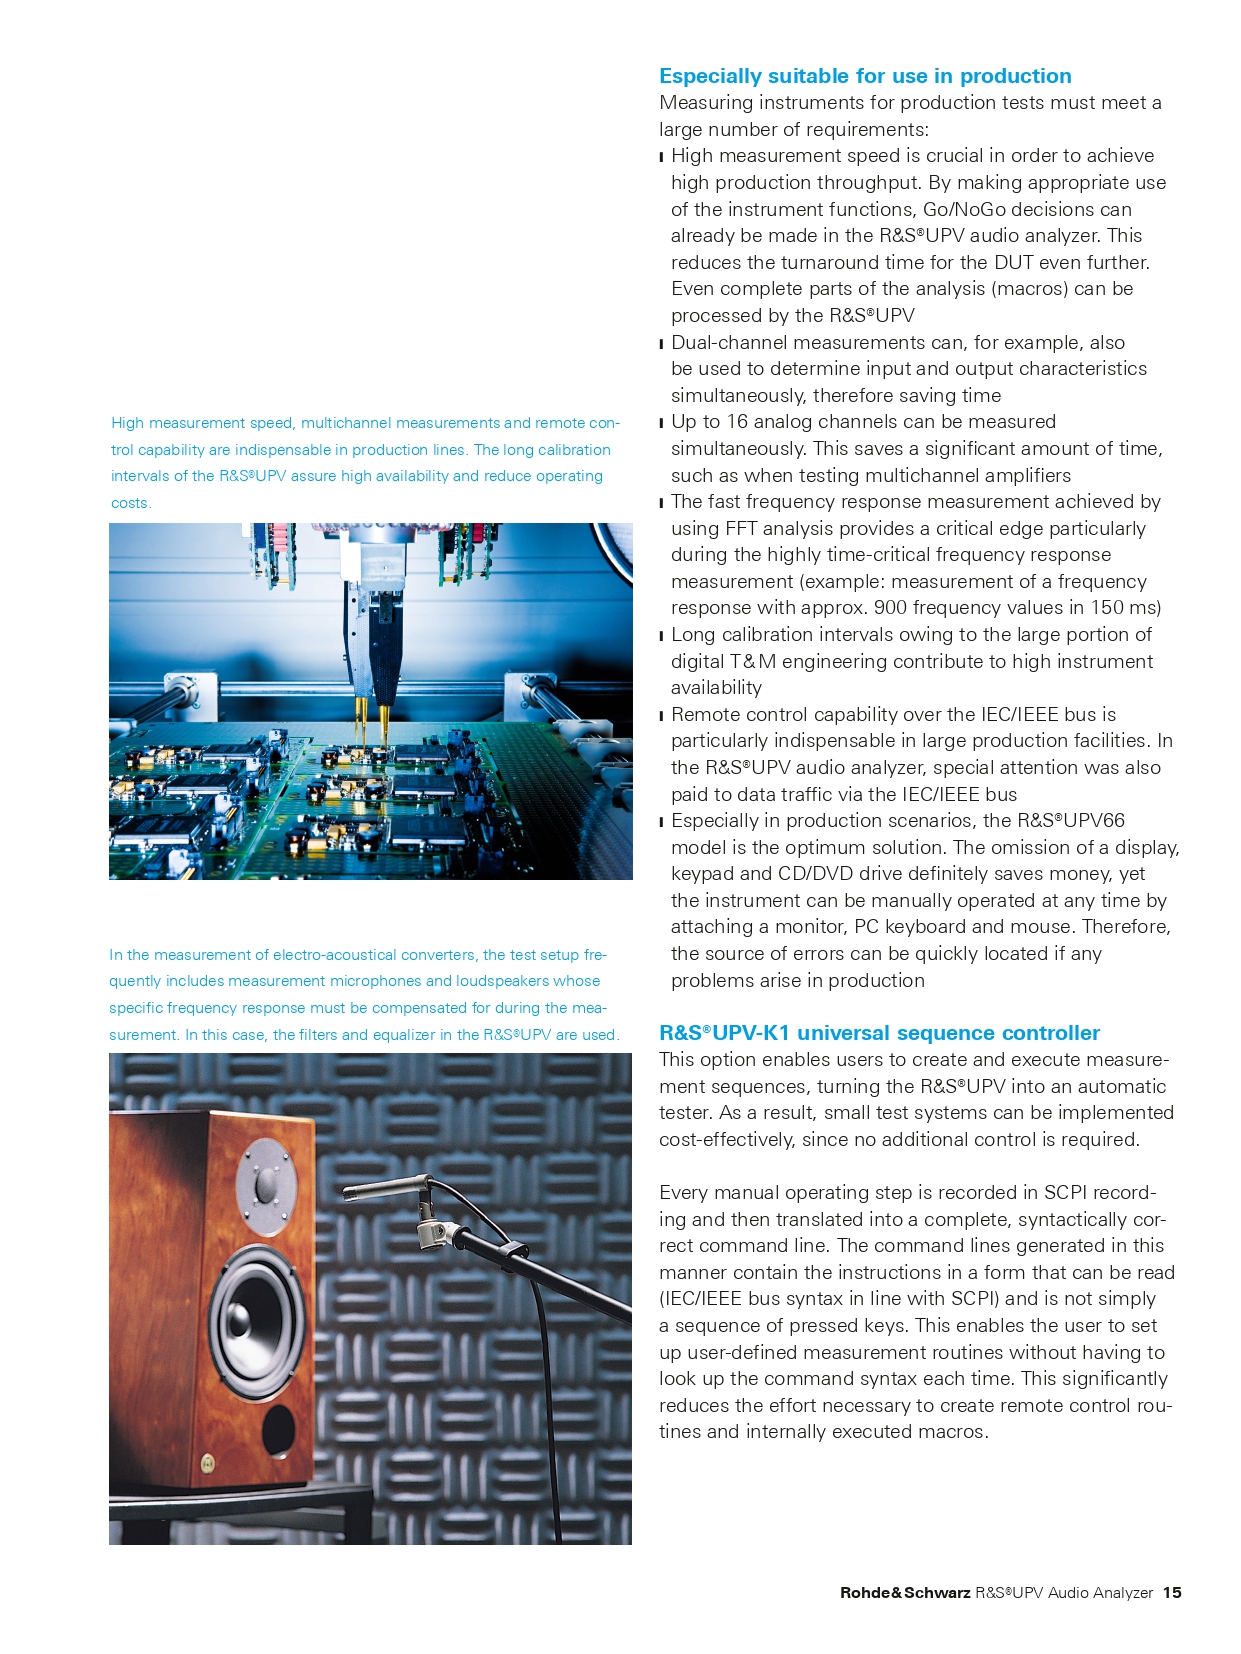 High measurement speed, multichannel measurements and remote con-
trol capability are indispensable in production lines. The long calibration
intervals of the R&S®UPV assure high availability and reduce operating
costs.
In the measurement of electro-acoustical converters, the test setup fre-
quently includes measurement microphones and loudspeakers whose
specific frequency response must be compensated for during the mea-
surement. In this case, the filters and equalizer in the R&S®UPV are used.
Especially suitable for use in production
Measuring instruments for production tests must meet a
large number of requirements:
❙ High measurement speed is crucial in order to achieve
high production throughput. By making appropriate use
of the instrument functions, Go/NoGo decisions can
already be made in the R&S®UPV audio analyzer. This
reduces the turnaround time for the DUT even further.
Even complete parts of the analysis (macros) can be
processed by the R&S®UPV
❙ Dual-channel measurements can, for example, also
be used to determine input and output characteristics
simultaneously, therefore saving time
❙ Up to 16 analog channels can be measured
simultaneously. This saves a significant amount of time,
such as when testing multichannel amplifiers
❙ The fast frequency response measurement achieved by
using FFT analysis provides a critical edge particularly
during the highly time-critical frequency response
measurement (example: measurement of a frequency
response with approx. 900 frequency values in 150 ms)
❙ Long calibration intervals owing to the large portion of
digital T&M engineering contribute to high instrument
availability
❙ Remote control capability over the IEC/IEEE bus is
particularly indispensable in large production facilities. In
the R&S®UPV audio analyzer, special attention was also
paid to data traffic via the IEC/IEEE bus
❙ Especially in production scenarios, the R&S®UPV66
model is the optimum solution. The omission of a display,
keypad and CD/DVD drive definitely saves money, yet
the instrument can be manually operated at any time by
attaching a monitor, PC keyboard and mouse. Therefore,
the source of errors can be quickly located if any
problems arise in production
R&S®UPV-K1 universal sequence controller
This option enables users to create and execute measure-
ment sequences, turning the R&S®UPV into an automatic
tester. As a result, small test systems can be implemented
cost-effectively, since no additional control is required.
Every manual operating step is recorded in SCPI record-
ing and then translated into a complete, syntactically cor-
rect command line. The command lines generated in this
manner contain the instructions in a form that can be read
(IEC/IEEE bus syntax in line with SCPI) and is not simply
a sequence of pressed keys. This enables the user to set
up user-defined measurement routines without having to
look up the command syntax each time. This significantly
reduces the effort necessary to create remote control rou-
tines and internally executed macros.
Rohde&Schwarz R&S®UPV Audio Analyzer 15